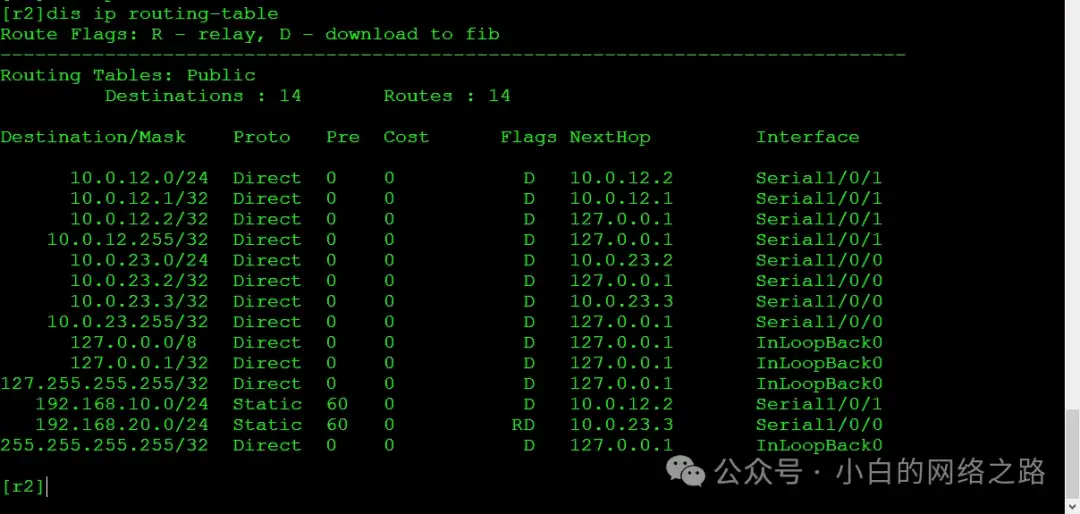 [r2]dis ip routing-table
Route Flags: R - relay, D - download to fib
------------------------------------------------------------------------------
Routing Tables: Public
         Destinations : 14       Routes : 14
Destination/Mask    Proto   Pre  Cost      Flags NextHop         Interface
      10.0.12.0/24  Direct  0    0           D   10.0.12.2       Serial1/0/1
      10.0.12.1/32  Direct  0    0           D   10.0.12.1       Serial1/0/1
      10.0.12.2/32  Direct  0    0           D   127.0.0.1       Serial1/0/1
    10.0.12.255/32  Direct  0    0           D   127.0.0.1       Serial1/0/1
      10.0.23.0/24  Direct  0    0           D   10.0.23.2       Serial1/0/0
      10.0.23.2/32  Direct  0    0           D   127.0.0.1       Serial1/0/0
      10.0.23.3/32  Direct  0    0           D   10.0.23.3       Serial1/0/0
    10.0.23.255/32  Direct  0    0           D   127.0.0.1       Serial1/0/0
      127.0.0.0/8   Direct  0    0           D   127.0.0.1       InLoopBack0
      127.0.0.1/32  Direct  0    0           D   127.0.0.1       InLoopBack0
127.255.255.255/32  Direct  0    0           D   127.0.0.1       InLoopBack0
   192.168.10.0/24  Static  60   0           D   10.0.12.2       Serial1/0/1
   192.168.20.0/24  Static  60   0          RD   10.0.23.3       Serial1/0/0
255.255.255.255/32  Direct  0    0           D   127.0.0.1       InLoopBack0
公众号 · 小白的网络之路
[r2]